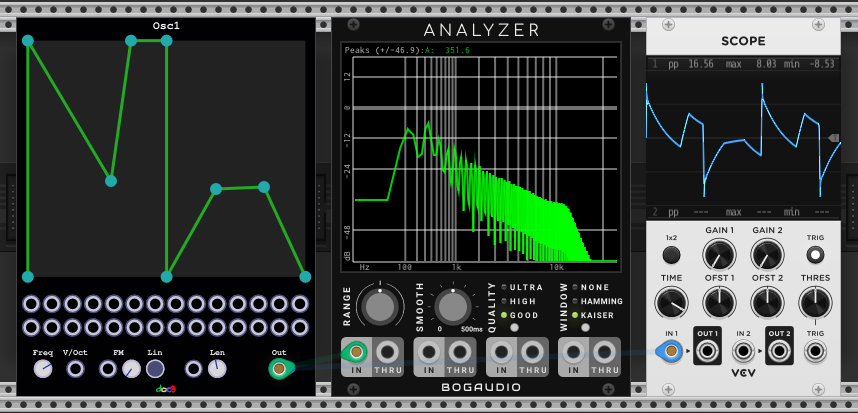 Osc1
Freq V/Oct FM Lin Len Out
ANALYZER
Peaks (+/-46.9):A: 351.6
12
0
-12
-24
-48
dB
Hz 100 1k 10k
RANGE
SMOOTH
0 500ms
QUALITY
ULTRA
HIGH
GOOD
WINDOW
NONE
HAMMING
KAISER
IN THRU IN THRU IN THRU IN THRU
BOGAUDIO
SCOPE
1 pp 16.56 max 8.03 min -8.53
2 pp --- max --- min ---
1x2 GAIN 1 GAIN 2 TRIG
TIME OFST 1 OFST 2 THRES
IN 1 OUT 1 IN 2 OUT 2 TRIG
VCV